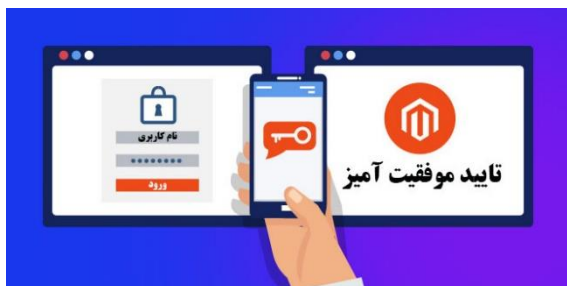 نام کاربری
ورود
تایید موفقیت آمیز